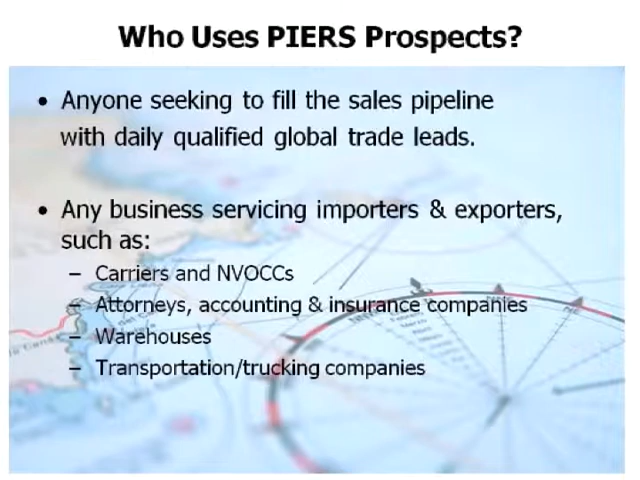 Who Uses PIERS Prospects?
• Anyone seeking to fill the sales pipeline
with daily qualified global trade leads.
• Any business servicing importers & exporters,
such as:
– Carriers and NVOCCs
– Attorneys, accounting & insurance companies
– Warehouses
– Transportation/trucking companies